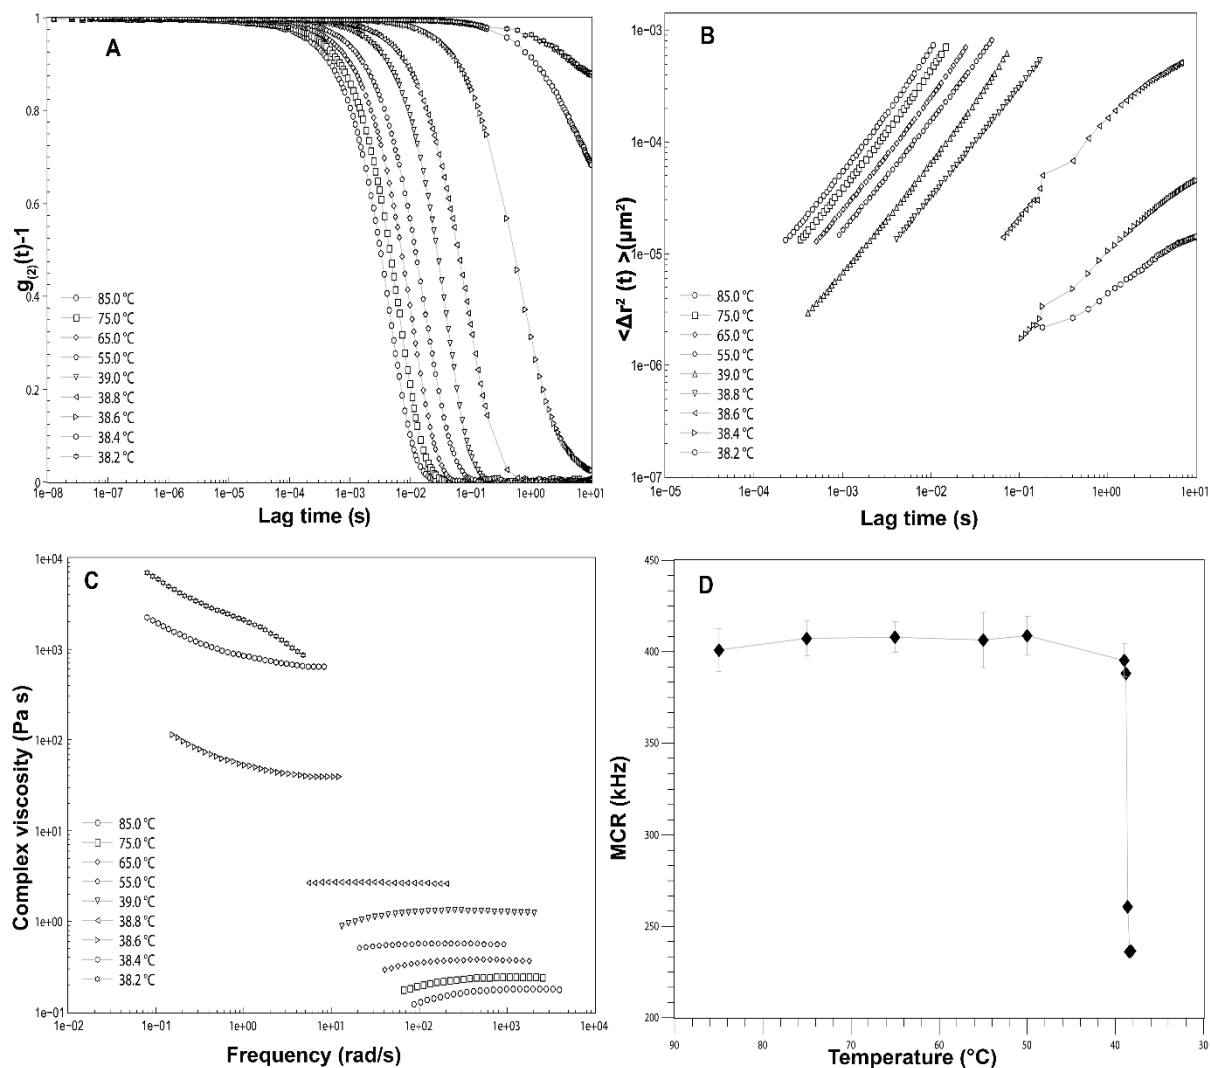 A
g(2)(t)-1
1
0.8
0.6
0.4
0.2
0
85.0 °C
75.0 °C
65.0 °C
55.0 °C
39.0 °C
38.8 °C
38.6 °C
38.4 °C
38.2 °C
1e-08 1e-07 1e-06 1e-05 1e-04 1e-03 1e-02 1e-01 1e+00 1e+01
Lag time (s)
B
<Δr² (t) >(μm²)
1e-03
1e-04
1e-05
1e-06
1e-07
85.0 °C
75.0 °C
65.0 °C
55.0 °C
39.0 °C
38.8 °C
38.6 °C
38.4 °C
38.2 °C
1e-05 1e-04 1e-03 1e-02 1e-01 1e+00 1e+01
Lag time (s)
C
Complex viscosity (Pa s)
1e+04
1e+03
1e+02
1e+01
1e+00
1e-01
85.0 °C
75.0 °C
65.0 °C
55.0 °C
39.0 °C
38.8 °C
38.6 °C
38.4 °C
38.2 °C
1e-02 1e-01 1e+00 1e+01 1e+02 1e+03 1e+04
Frequency (rad/s)
D
MCR (kHz)
450
400
350
300
250
200
90 80 70 60 50 40 30
Temperature (°C)